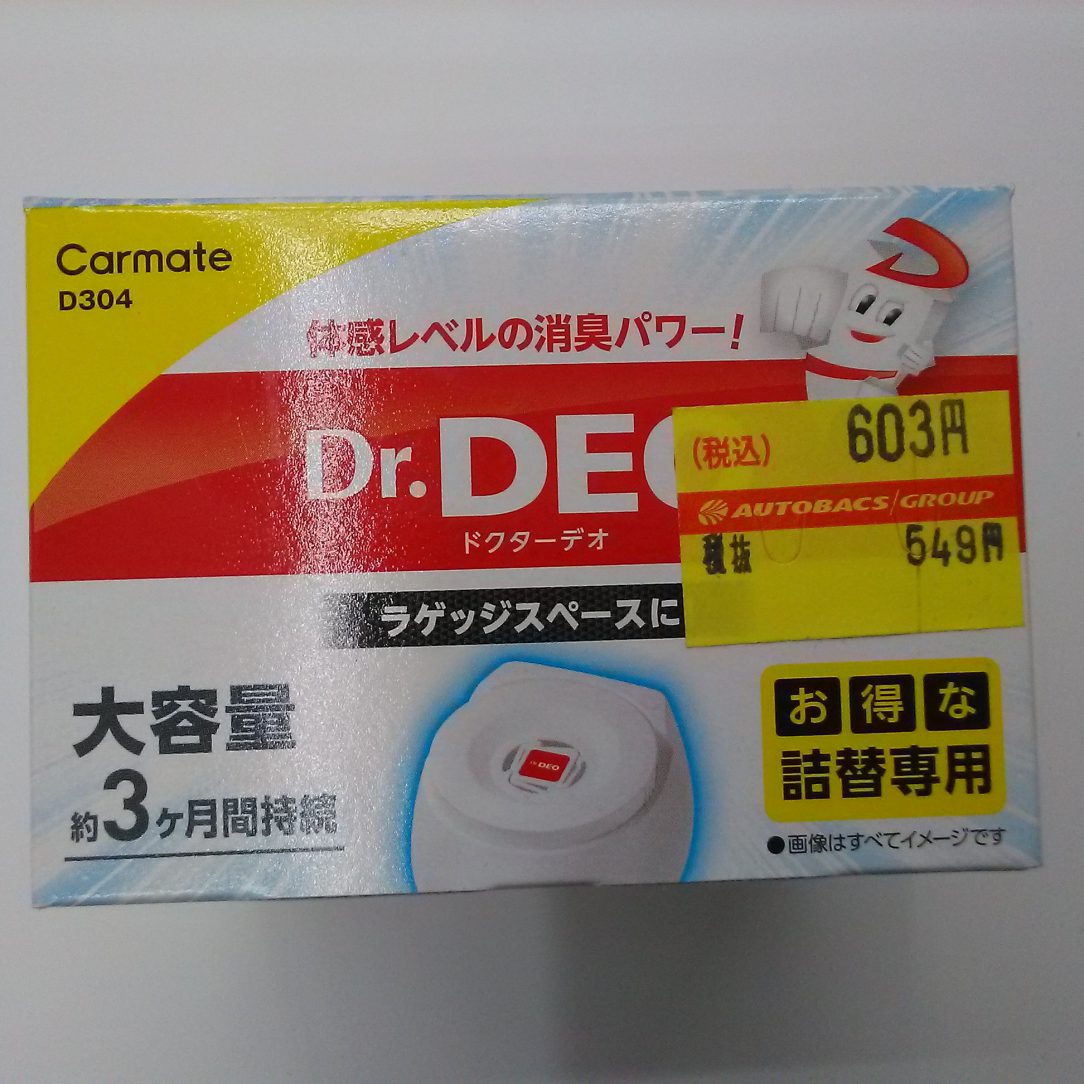 Carmate
D304
体感レベルの消臭パワー!
Dr.DEO
ドクターデオ
(税込) 603円
AUTOBACS/GROUP
税抜 549円
ラゲッジスペースに
大容量
約3ヶ月間持続
Dr.DEO
お得な
詰替専用
●画像はすべてイメージです